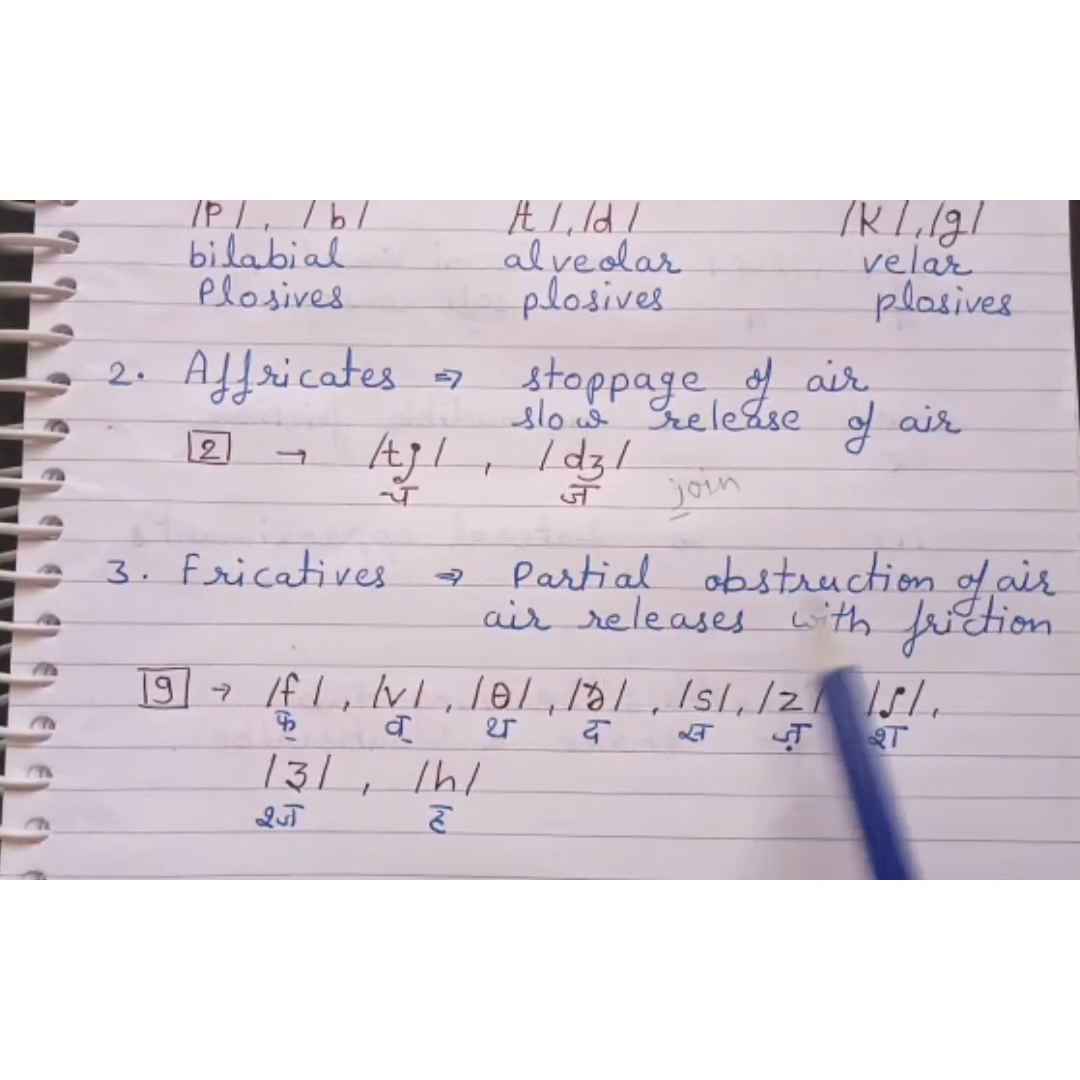 /P/, /b/ /t/, /d/ /K/, /g/
bilabial alveolar velar
Plosives plosives plosives
2. Affricates ⇒ stoppage of air
slow release of air
2 → /tʃ/, /dʒ/
च ज join
3. Fricatives ⇒ Partial obstruction of air
air releases with friction
9 → /f/, /v/, /θ/, /ð/, /s/, /z/, /ʃ/,
फ व थ द स ज़ श
/ʒ/, /h/
श्ज ह